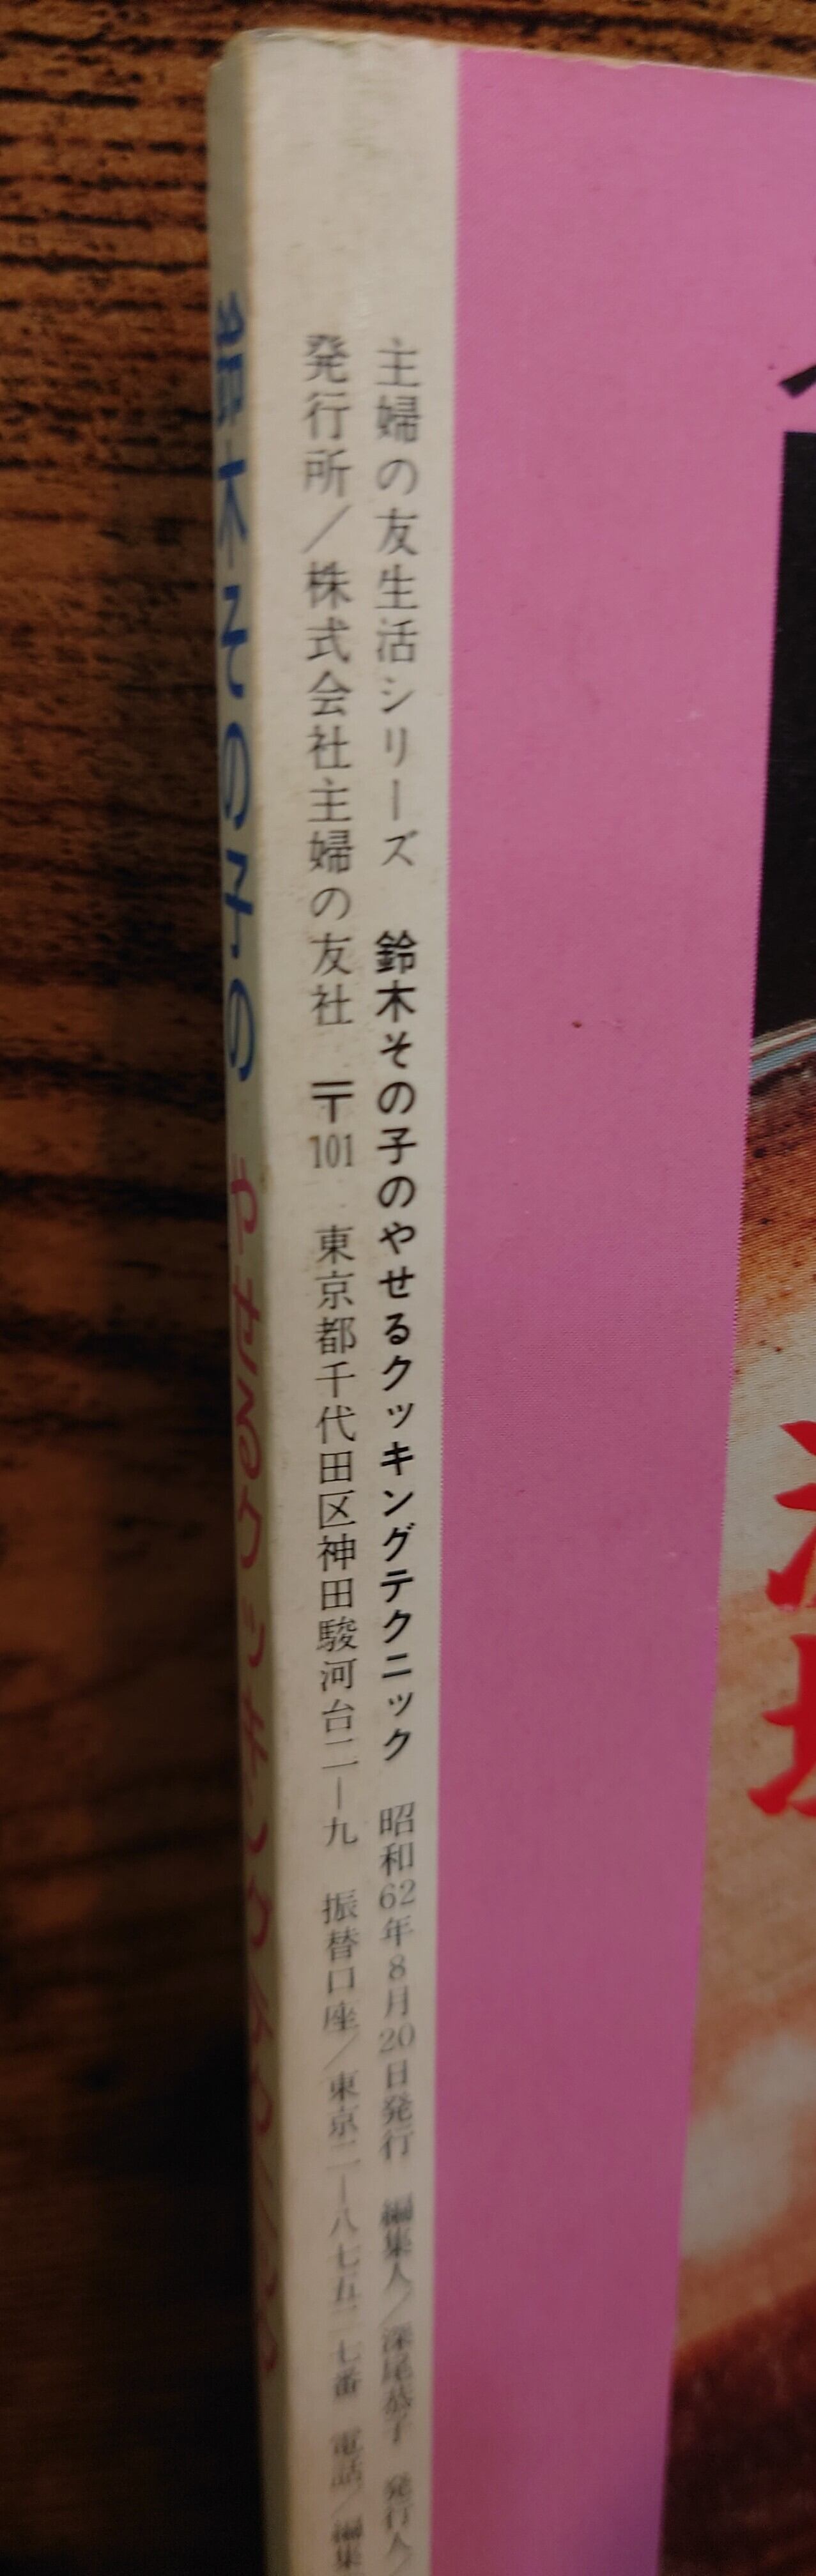 主婦の友生活シリーズ　鈴木その子のやせるクッキングテクニック　昭和62年8月20日発行　編集人／深尾恭子　発行人／
発行所／株式会社主婦の友社　〒101　東京都千代田区神田駿河台二ー九　振替口座／東京二ー八七五二七番　電話／編集
鈴木その子の　やせるクッキングテクニック